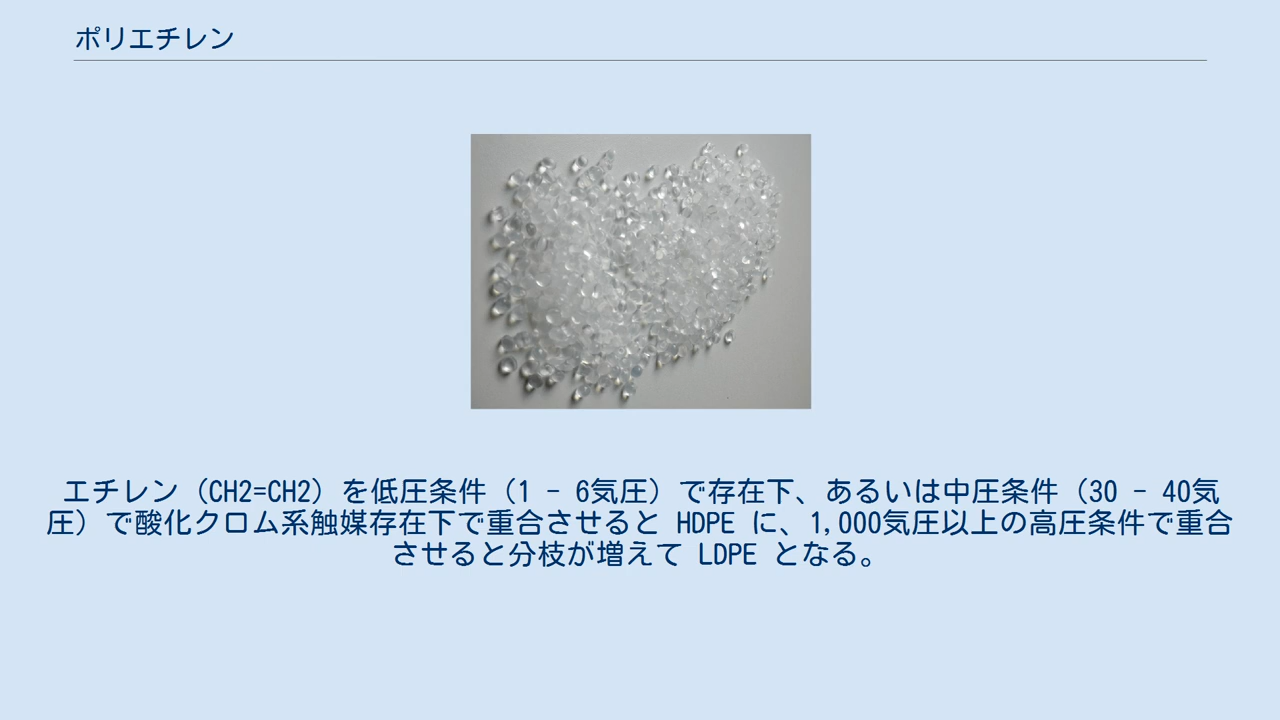 ポリエチレン
エチレン（CH2=CH2）を低圧条件（1 - 6気圧）で存在下、あるいは中圧条件（30 - 40気
圧）で酸化クロム系触媒存在下で重合させると HDPE に、1,000気圧以上の高圧条件で重合
させると分枝が増えて LDPE となる。